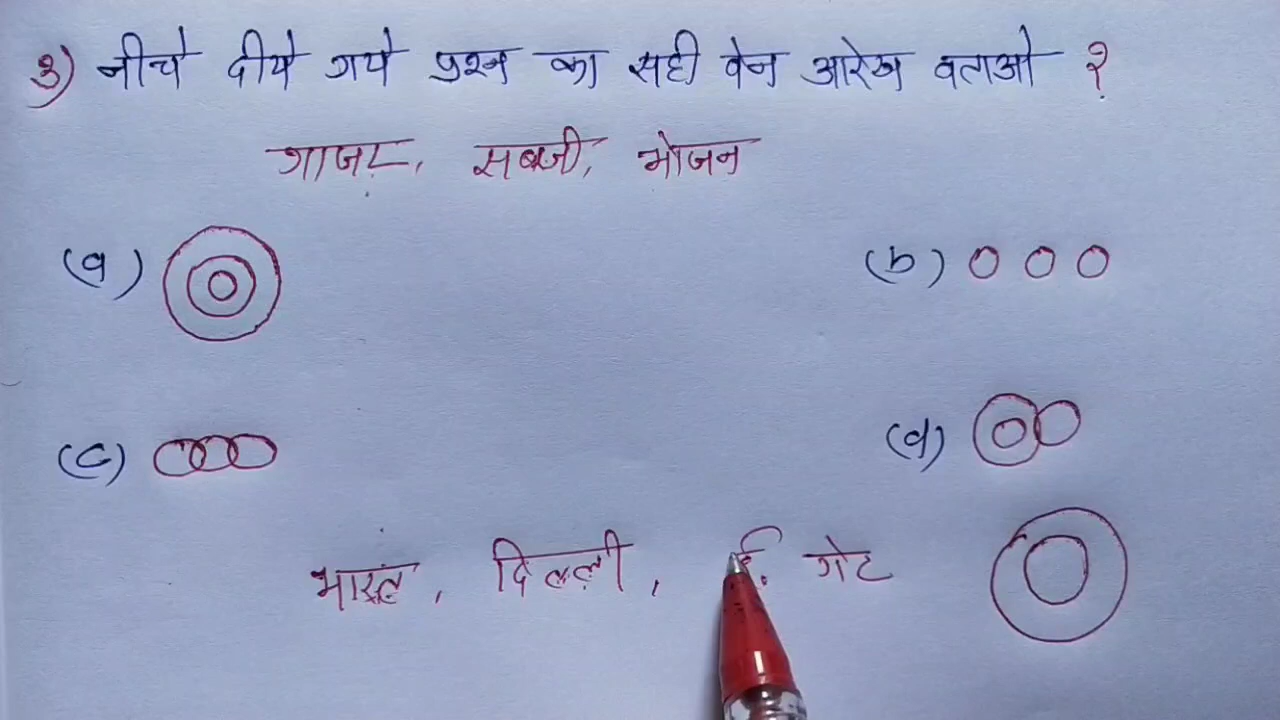 3) नीचे दीये गये प्रश्न का सही वेन आरेख बताओ ?
गाजर, सब्जी, भोजन
(a)
(b)
(c)
(d)
भारत, दिल्ली, ई. गेट